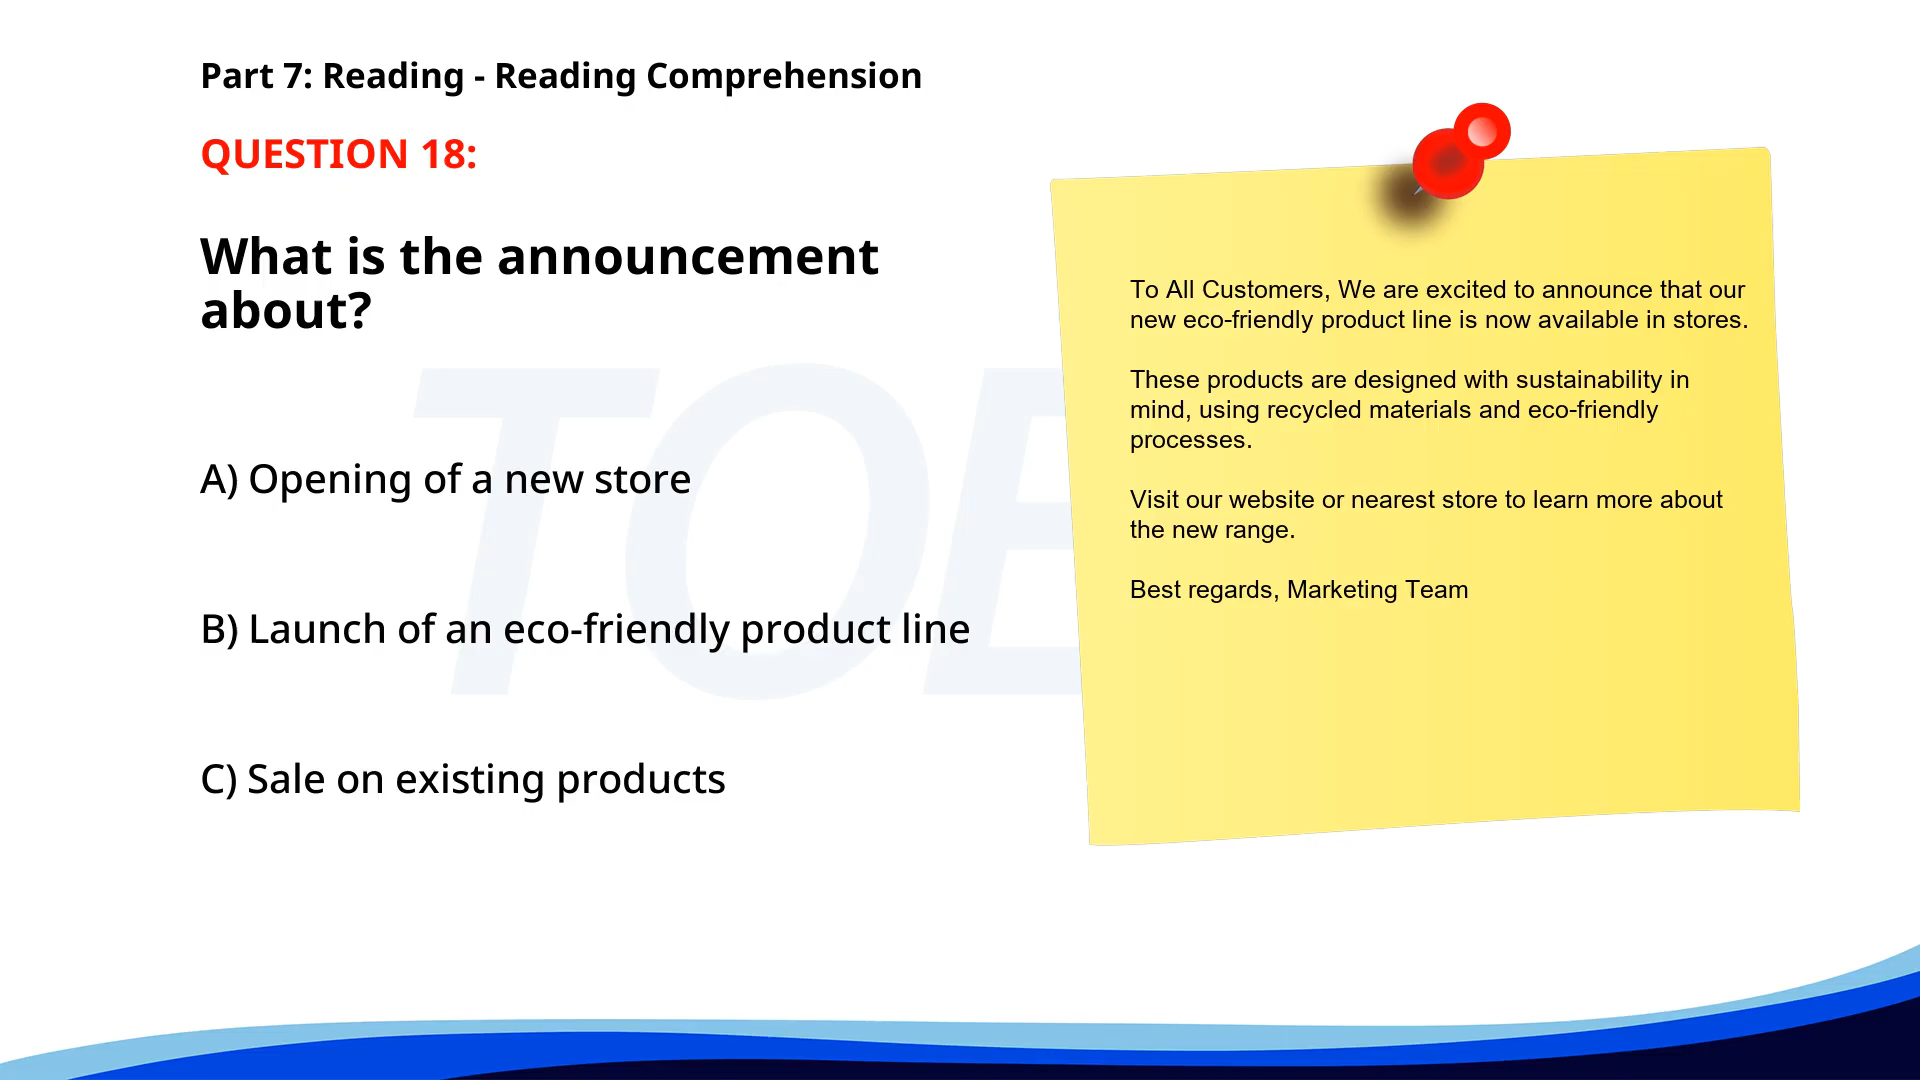 Part 7: Reading - Reading Comprehension
QUESTION 18:
What is the announcement
about?
A) Opening of a new store
B) Launch of an eco-friendly product line
C) Sale on existing products
To All Customers, We are excited to announce that our
new eco-friendly product line is now available in stores.
These products are designed with sustainability in
mind, using recycled materials and eco-friendly
processes.
Visit our website or nearest store to learn more about
the new range.
Best regards, Marketing Team